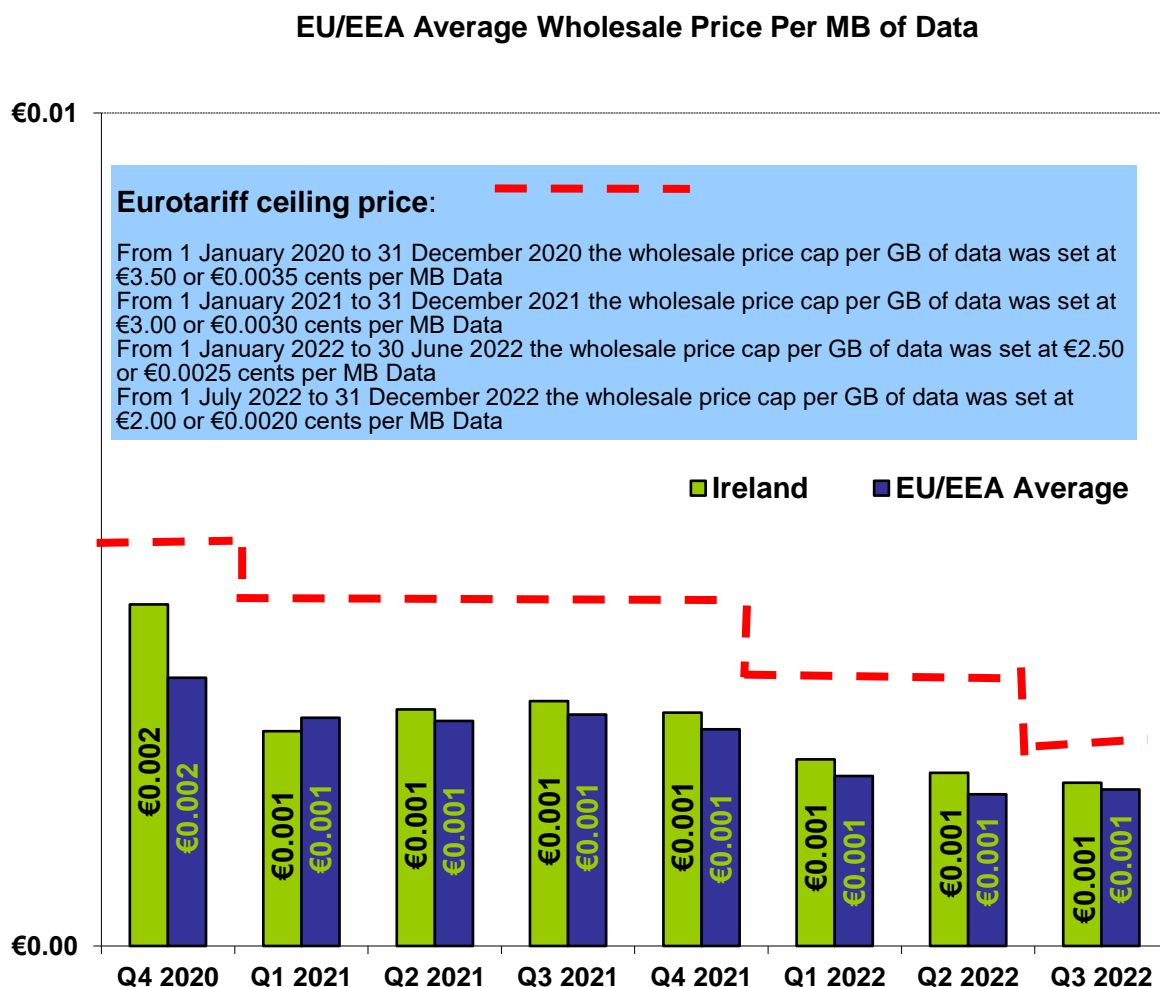 EU/EEA Average Wholesale Price Per MB of Data
€0.01
Eurotariff ceiling price:
From 1 January 2020 to 31 December 2020 the wholesale price cap per GB of data was set at
€3.50 or €0.0035 cents per MB Data
From 1 January 2021 to 31 December 2021 the wholesale price cap per GB of data was set at
€3.00 or €0.0030 cents per MB Data
From 1 January 2022 to 30 June 2022 the wholesale price cap per GB of data was set at €2.50
or €0.0025 cents per MB Data
From 1 July 2022 to 31 December 2022 the wholesale price cap per GB of data was set at
€2.00 or €0.0020 cents per MB Data
Ireland EU/EEA Average
€0.002
€0.002
€0.001
€0.001
€0.001
€0.001
€0.001
€0.001
€0.001
€0.001
€0.001
€0.001
€0.001
€0.001
€0.001
€0.001
€0.00
Q4 2020 Q1 2021 Q2 2021 Q3 2021 Q4 2021 Q1 2022 Q2 2022 Q3 2022